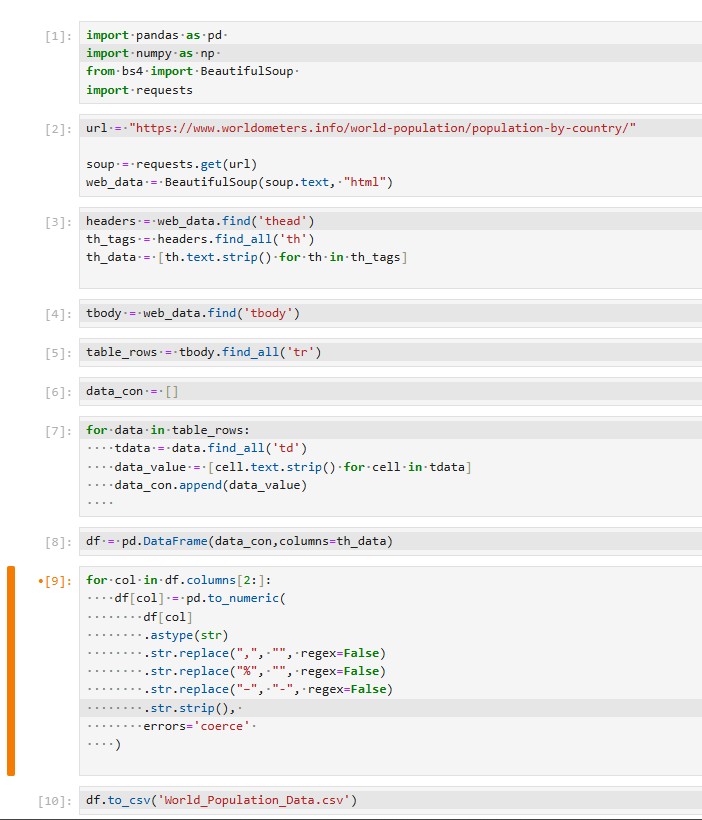 [1]:
import pandas as pd
import numpy as np
from bs4 import BeautifulSoup
import requests
[2]:
url = "https://www.worldometers.info/world-population/population-by-country/"

soup = requests.get(url)
web_data = BeautifulSoup(soup.text, "html")
[3]:
headers = web_data.find('thead')
th_tags = headers.find_all('th')
th_data = [th.text.strip() for th in th_tags]
[4]:
tbody = web_data.find('tbody')
[5]:
table_rows = tbody.find_all('tr')
[6]:
data_con = []
[7]:
for data in table_rows:
    tdata = data.find_all('td')
    data_value = [cell.text.strip() for cell in tdata]
    data_con.append(data_value)
[8]:
df = pd.DataFrame(data_con,columns=th_data)
•[9]:
for col in df.columns[2:]:
    df[col] = pd.to_numeric(
        df[col]
        .astype(str)
        .str.replace(",", "", regex=False)
        .str.replace("%", "", regex=False)
        .str.replace("−", "-", regex=False)
        .str.strip(),
        errors='coerce'
    )
[10]:
df.to_csv('World_Population_Data.csv')